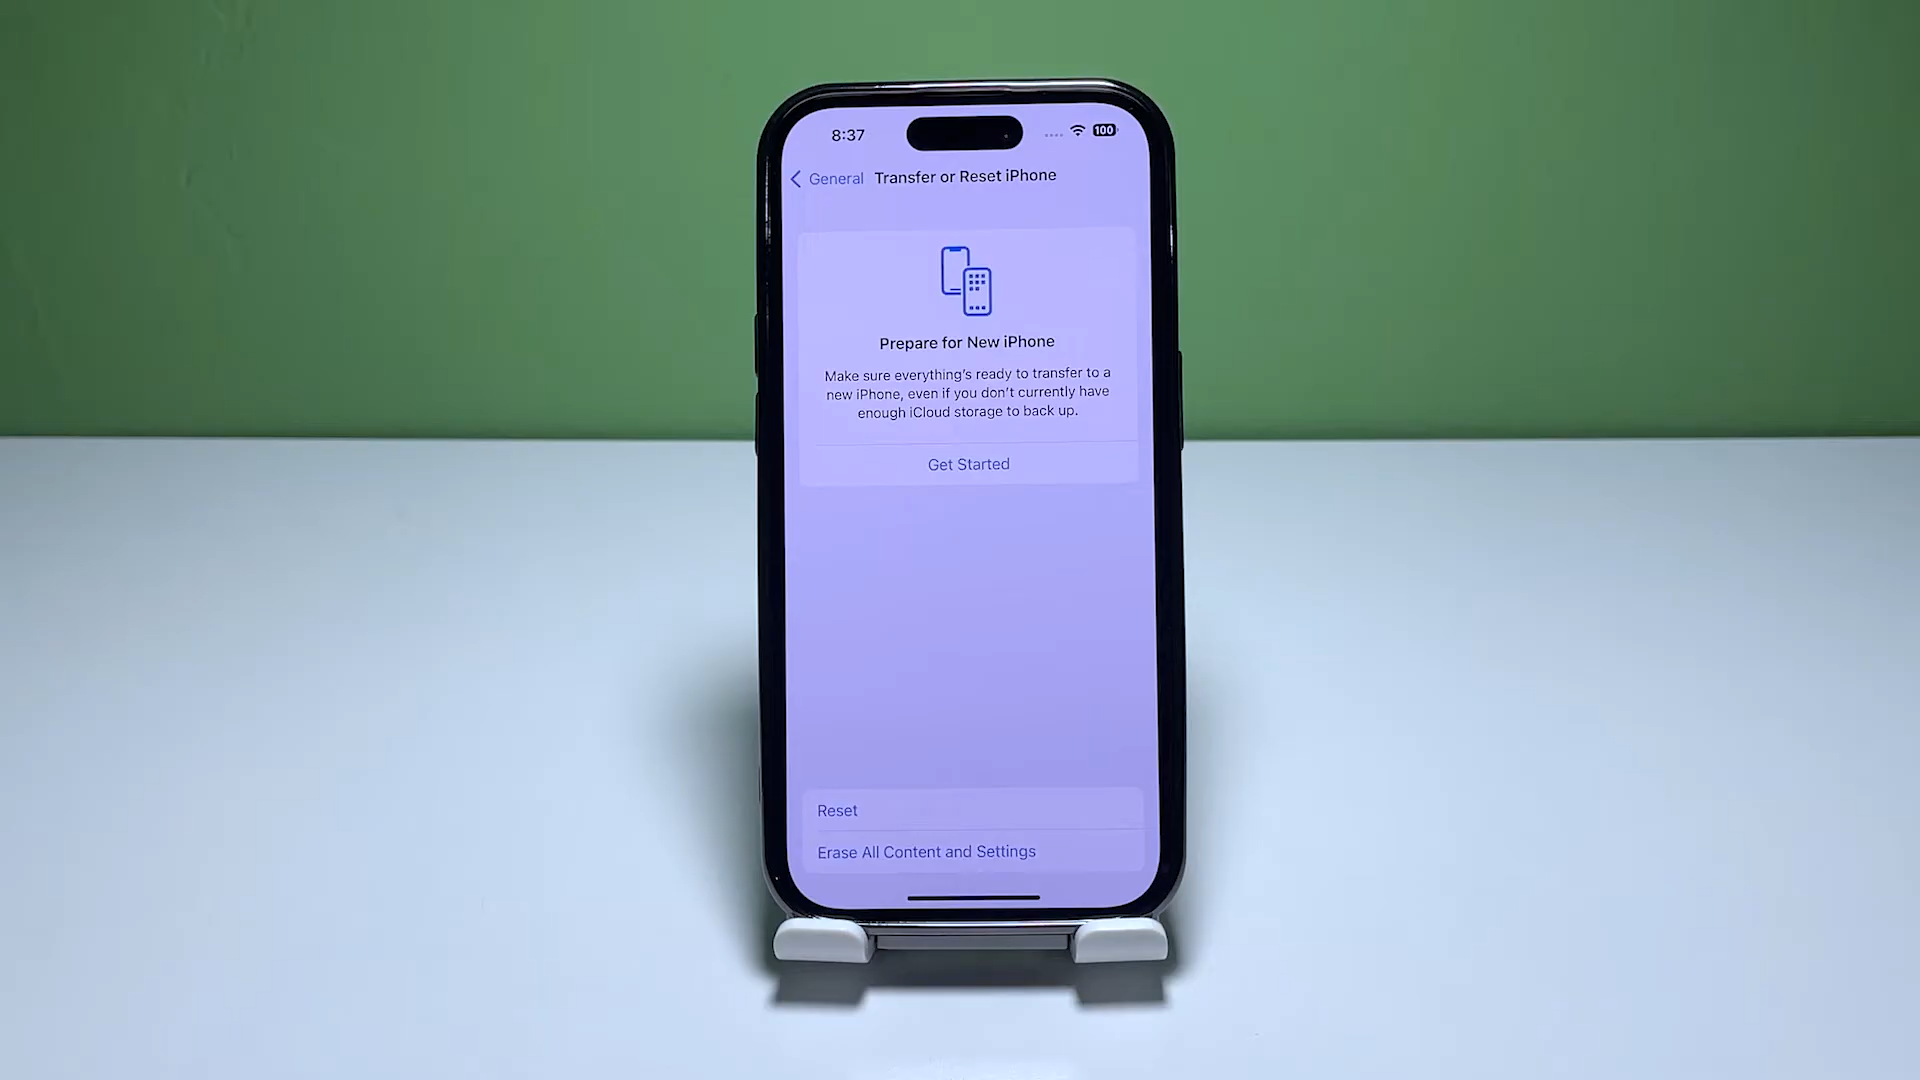 8:37
100
General
Transfer or Reset iPhone
Prepare for New iPhone
Make sure everything's ready to transfer to a
new iPhone, even if you don't currently have
enough iCloud storage to back up.
Get Started
Reset
Erase All Content and Settings